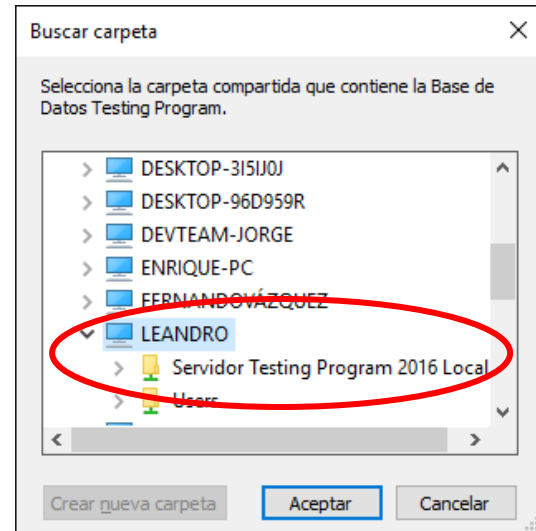 Buscar carpeta
Selecciona la carpeta compartida que contiene la Base de
Datos Testing Program.
DESKTOP-3I5IJ0J
DESKTOP-96D959R
DEVTEAM-JORGE
ENRIQUE-PC
FERNANDOVÁZQUEZ
LEANDRO
Servidor Testing Program 2016 Local
Users
Crear nueva carpeta
Aceptar
Cancelar